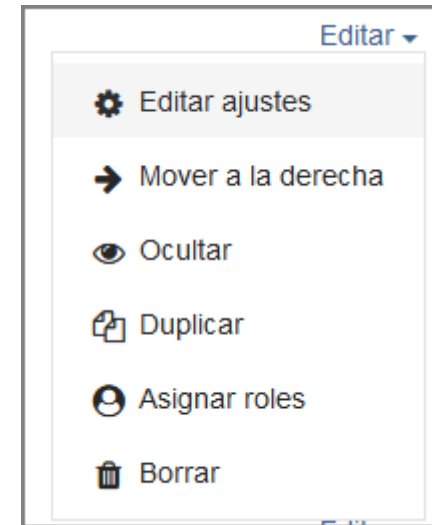 Editar
Editar ajustes
Mover a la derecha
Ocultar
Duplicar
Asignar roles
Borrar